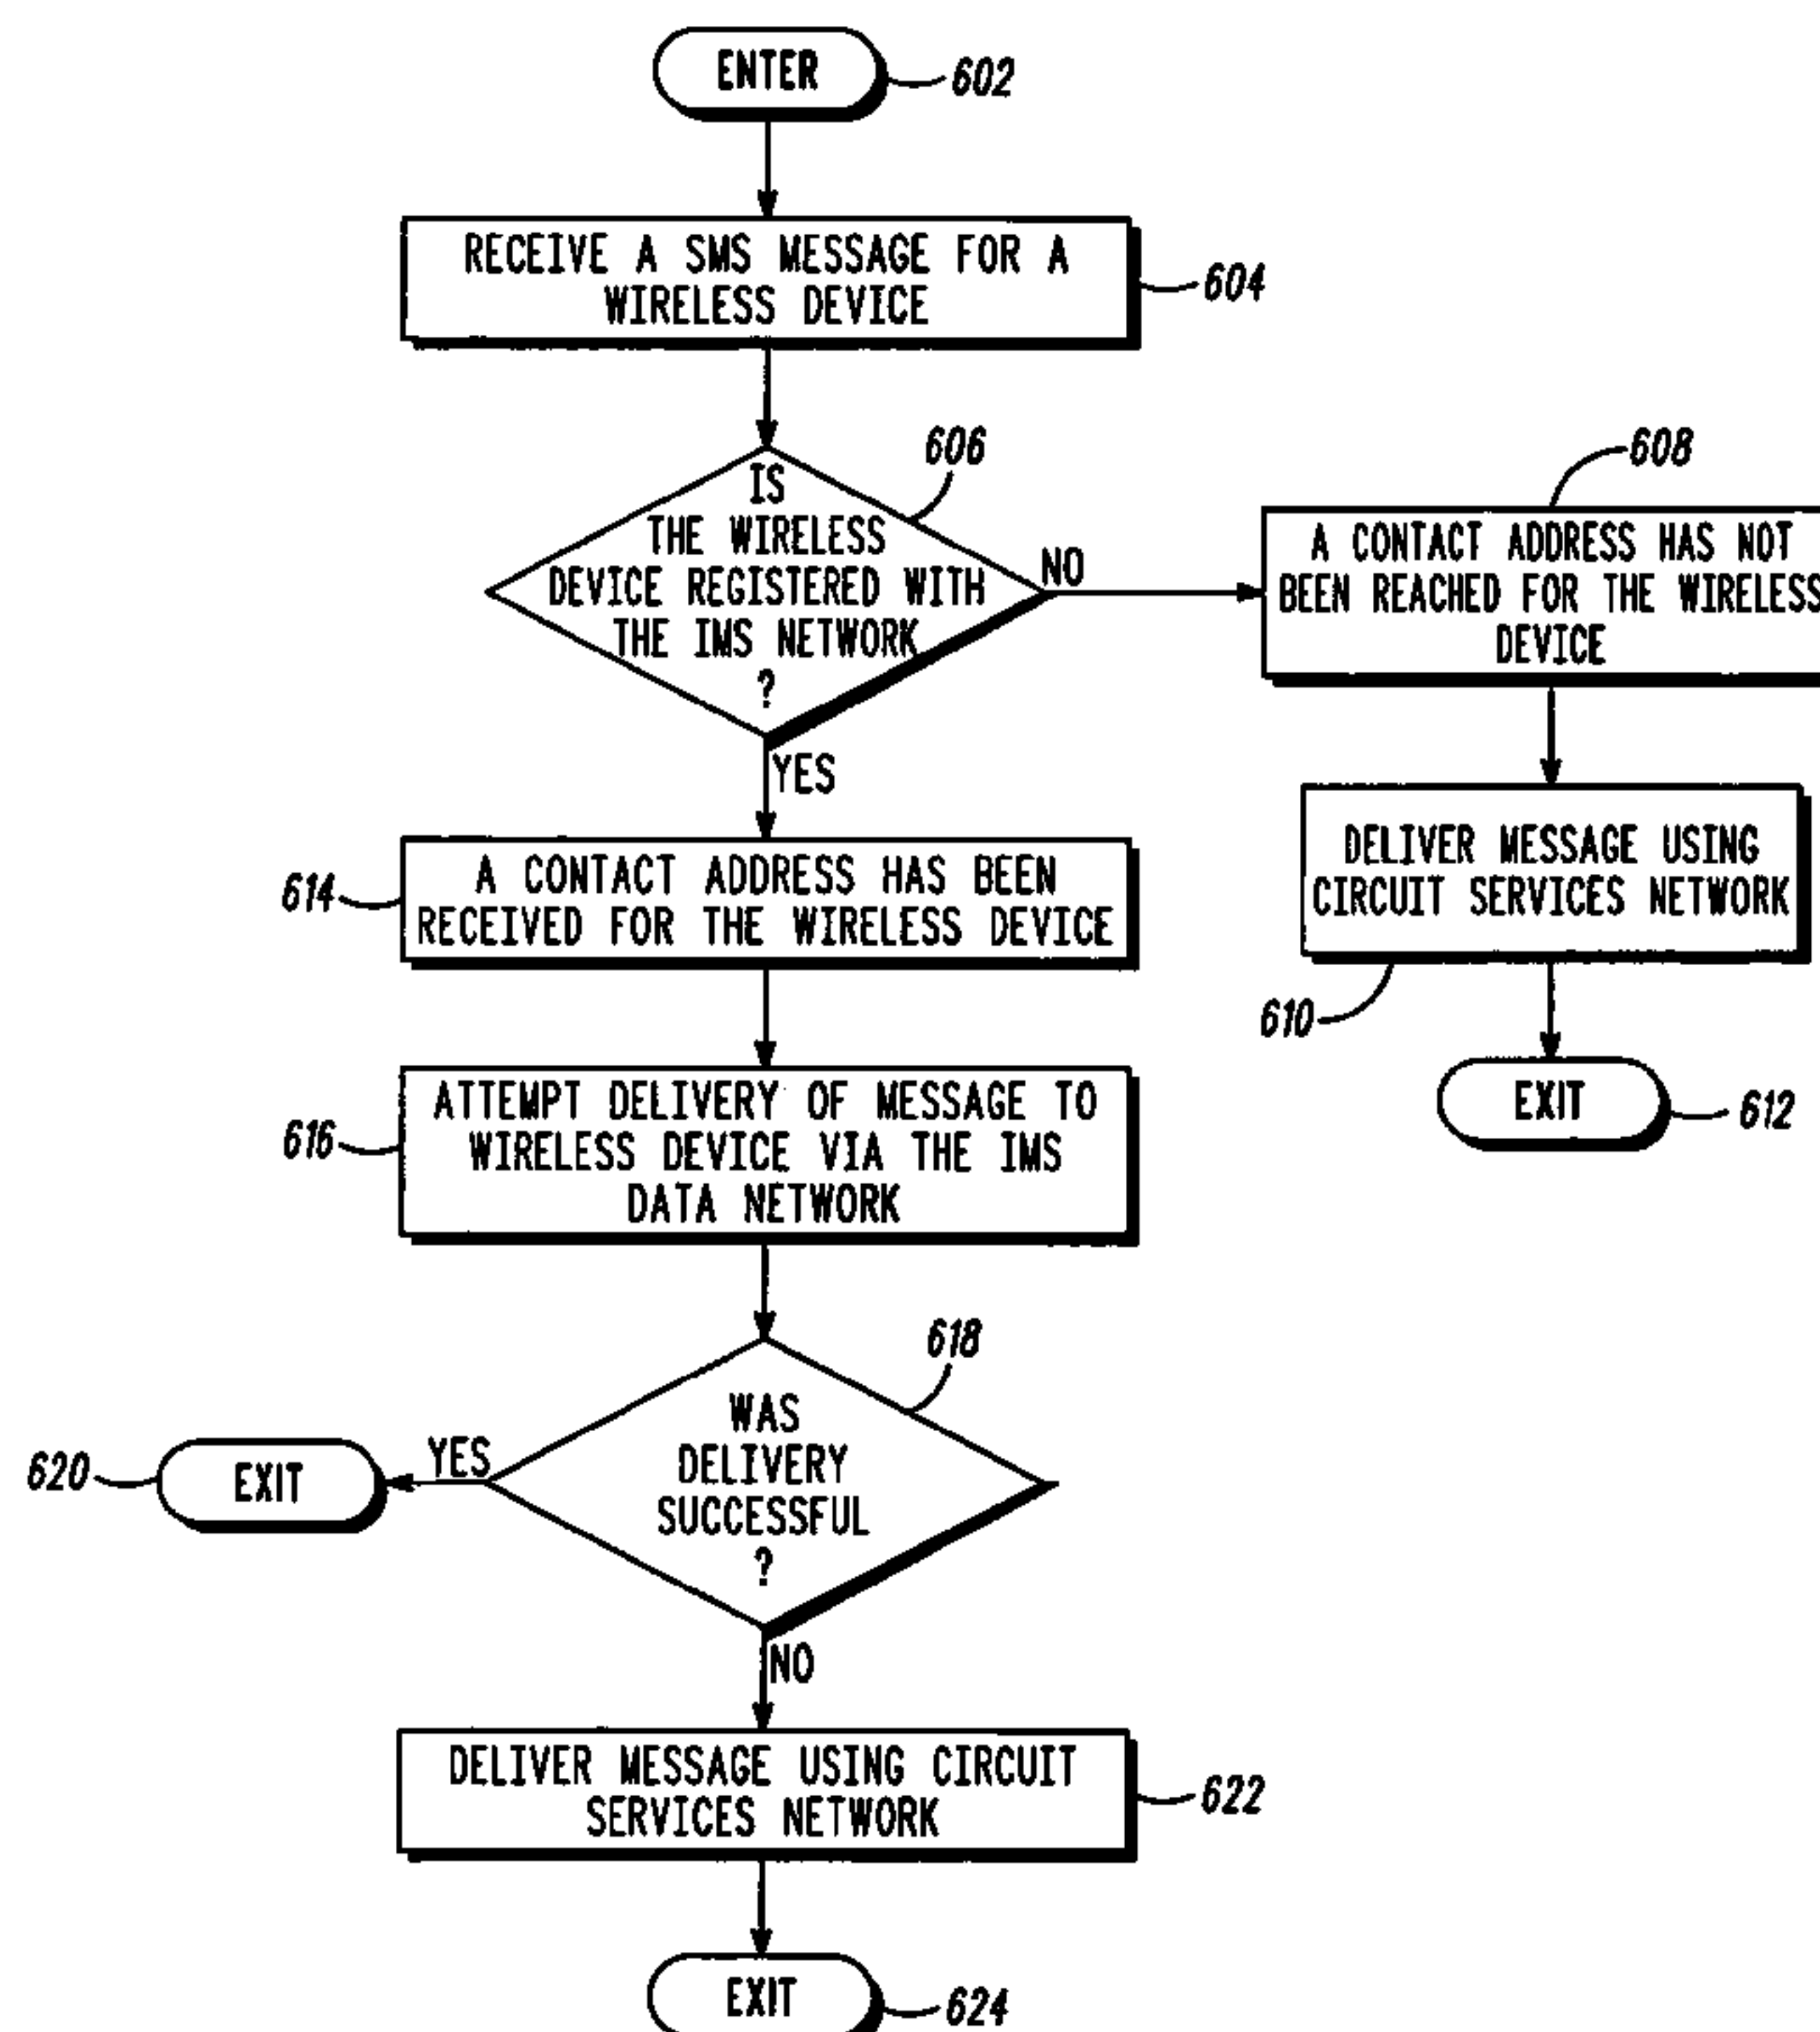 ENTER
602
RECEIVE A SMS MESSAGE FOR A
WIRELESS DEVICE
604
606
IS
THE WIRELESS
DEVICE REGISTERED WITH
THE IMS NETWORK
?
NO
608
A CONTACT ADDRESS HAS NOT
BEEN REACHED FOR THE WIRELESS
DEVICE
YES
DELIVER MESSAGE USING
CIRCUIT SERVICES NETWORK
610
EXIT
612
614
A CONTACT ADDRESS HAS BEEN
RECEIVED FOR THE WIRELESS DEVICE
616
ATTEMPT DELIVERY OF MESSAGE TO
WIRELESS DEVICE VIA THE IMS
DATA NETWORK
618
WAS
DELIVERY
SUCCESSFUL
?
YES
620
EXIT
NO
DELIVER MESSAGE USING CIRCUIT
SERVICES NETWORK
622
EXIT
624